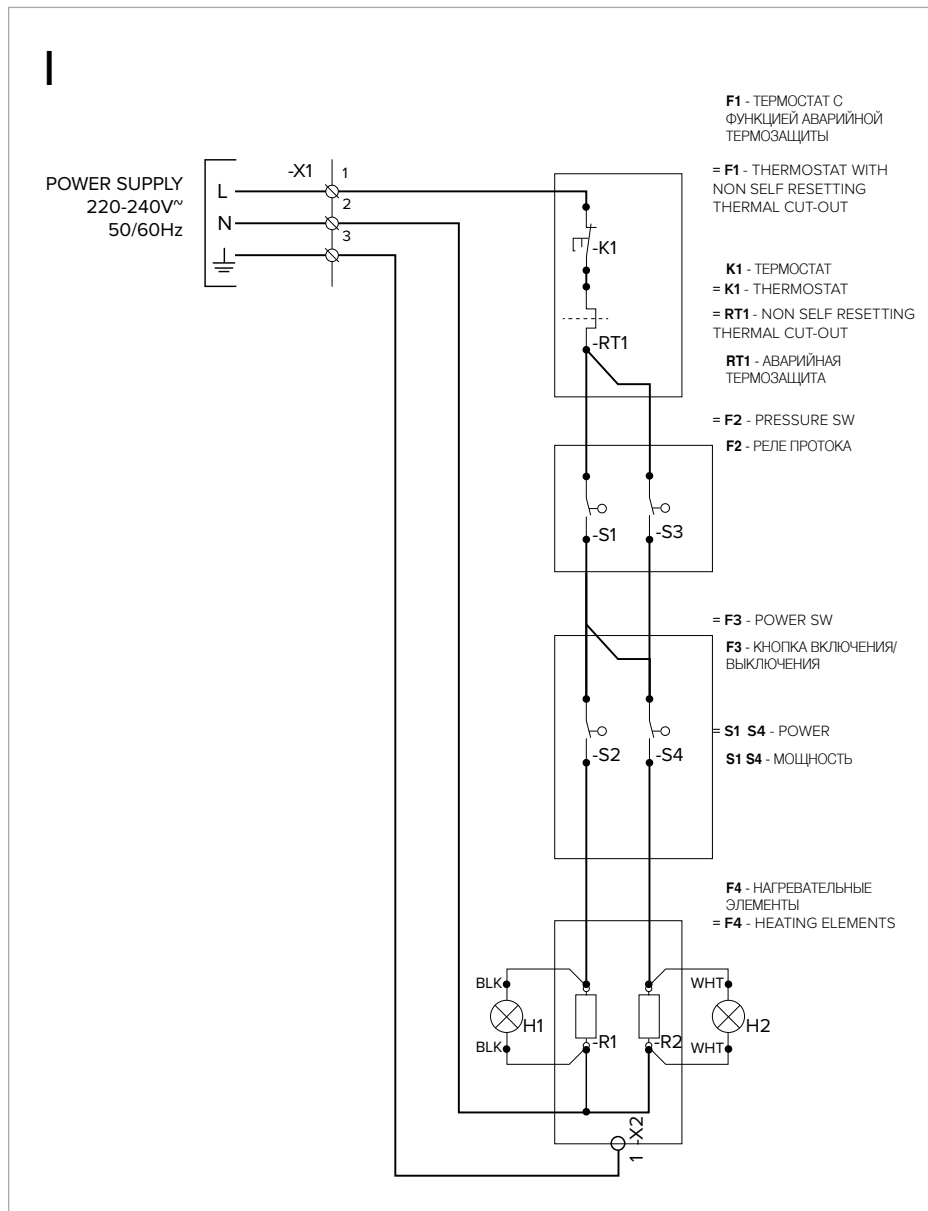 I
POWER SUPPLY
220-240V~
50/60Hz
L
N
-X1
1
2
3
-K1
-RT1
-S1
-S3
-S2
-S4
BLK
BLK
H1
-R1
-R2
WHT
WHT
H2
1 -X2
F1 - ТЕРМОСТАТ С
ФУНКЦИЕЙ АВАРИЙНОЙ
ТЕРМОЗАЩИТЫ
= F1 - THERMOSTAT WITH
NON SELF RESETTING
THERMAL CUT-OUT
K1 - ТЕРМОСТАТ
= K1 - THERMOSTAT
= RT1 - NON SELF RESETTING
THERMAL CUT-OUT
RT1 - АВАРИЙНАЯ
ТЕРМОЗАЩИТА
= F2 - PRESSURE SW
F2 - РЕЛЕ ПРОТОКА
= F3 - POWER SW
F3 - КНОПКА ВКЛЮЧЕНИЯ/
ВЫКЛЮЧЕНИЯ
= S1 S4 - POWER
S1 S4 - МОЩНОСТЬ
F4 - НАГРЕВАТЕЛЬНЫЕ
ЭЛЕМЕНТЫ
= F4 - HEATING ELEMENTS